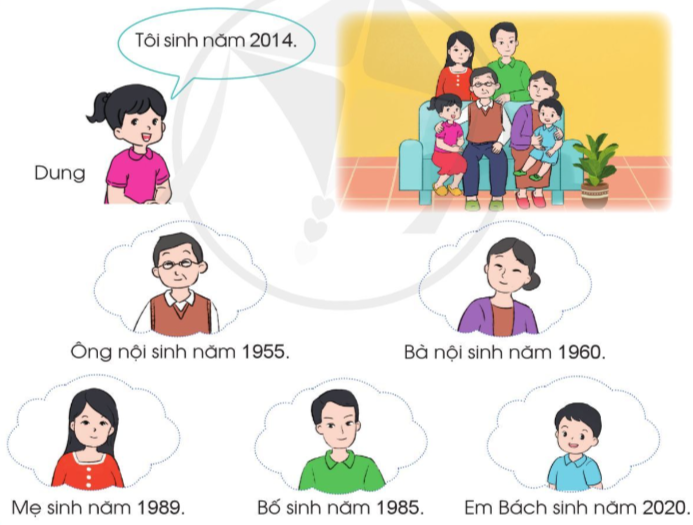 Tôi sinh năm 2014.
Dung
Ông nội sinh năm 1955.
Bà nội sinh năm 1960.
Mẹ sinh năm 1989.
Bố sinh năm 1985.
Em Bách sinh năm 2020.